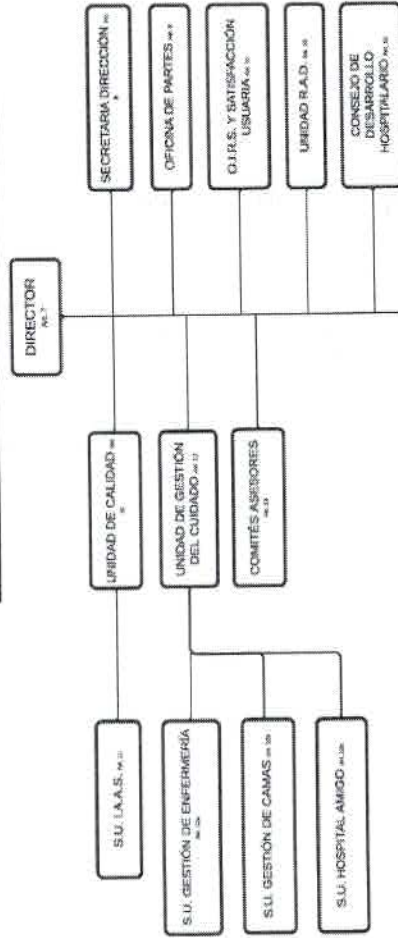 DIRECTOR
SECRETARIA DIRECCIÓN
OFICINA DE PARTES
O.I.R.S. Y SATISFACCIÓN
USUARIA
UNIDAD R.A.D.
CONSEJO DE
DESARROLLO
HOSPITALARIO
UNIDAD DE CALIDAD
UNIDAD DE GESTIÓN
DEL CUIDADO
COMITÉS ASESORES
S.U. I.A.A.S.
S.U. GESTIÓN DE ENFERMERÍA
S.U. GESTIÓN DE CAMAS
S.U. HOSPITAL AMIGO